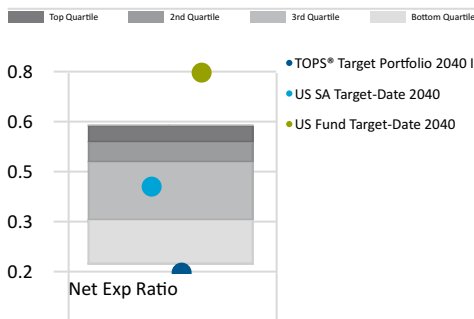 Top Quartile 2nd Quartile 3rd Quartile Bottom Quartile
TOPS® Target Portfolio 2040 I
US SA Target-Date 2040
US Fund Target-Date 2040
0.8
0.6
0.5
0.3
0.2
Net Exp Ratio